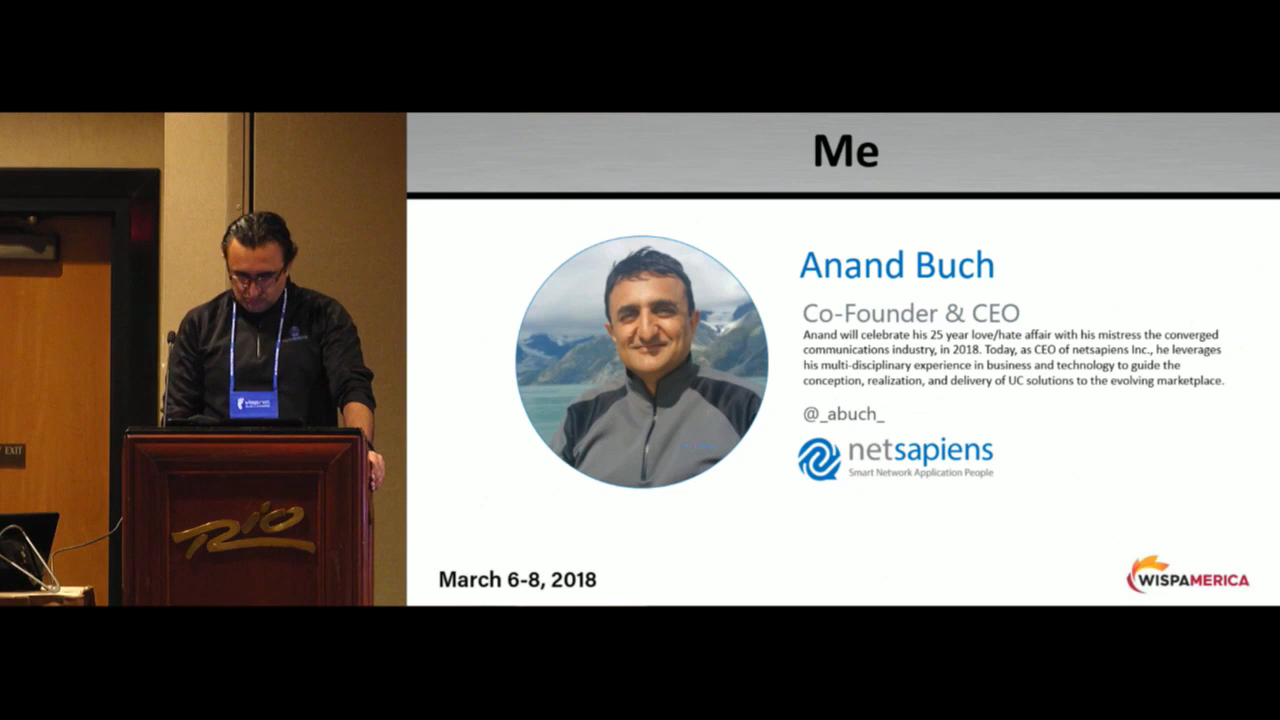 Me
Anand Buch
Co-Founder & CEO
Anand will celebrate his 25 year love/hate affair with his mistress the converged
communications industry, in 2018. Today, as CEO of netsapiens Inc., he leverages
his multi-disciplinary experience in business and technology to guide the
conception, realization, and delivery of UC solutions to the evolving marketplace.
@_abuch_
netsapiens
Smart Network Application People
March 6-8, 2018
WISPAMERICA
EXIT
Rio